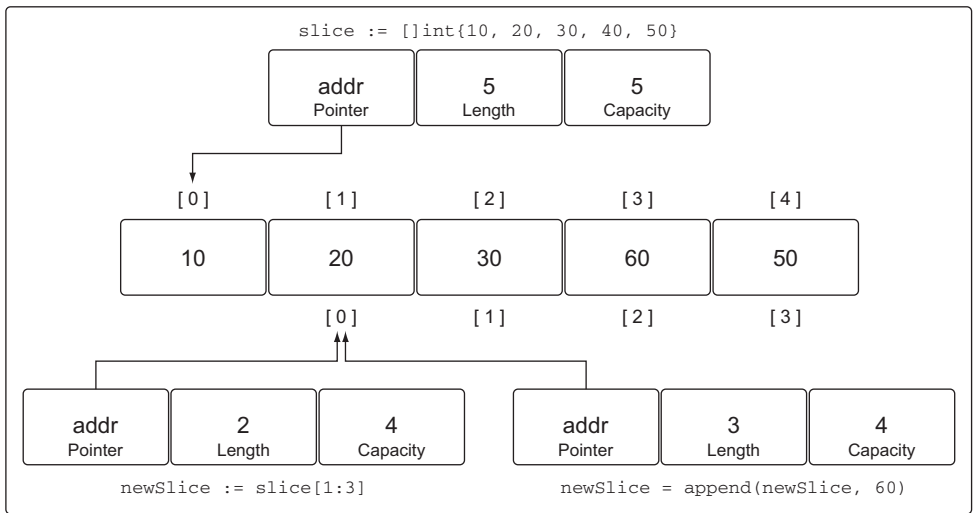 slice := []int{10, 20, 30, 40, 50}
addr 5 5
Pointer Length Capacity
[0] [1] [2] [3] [4]
10 20 30 60 50
[0] [1] [2] [3]
addr 2 4 addr 3 4
Pointer Length Capacity Pointer Length Capacity
newSlice := slice[1:3] newSlice = append(newSlice, 60)